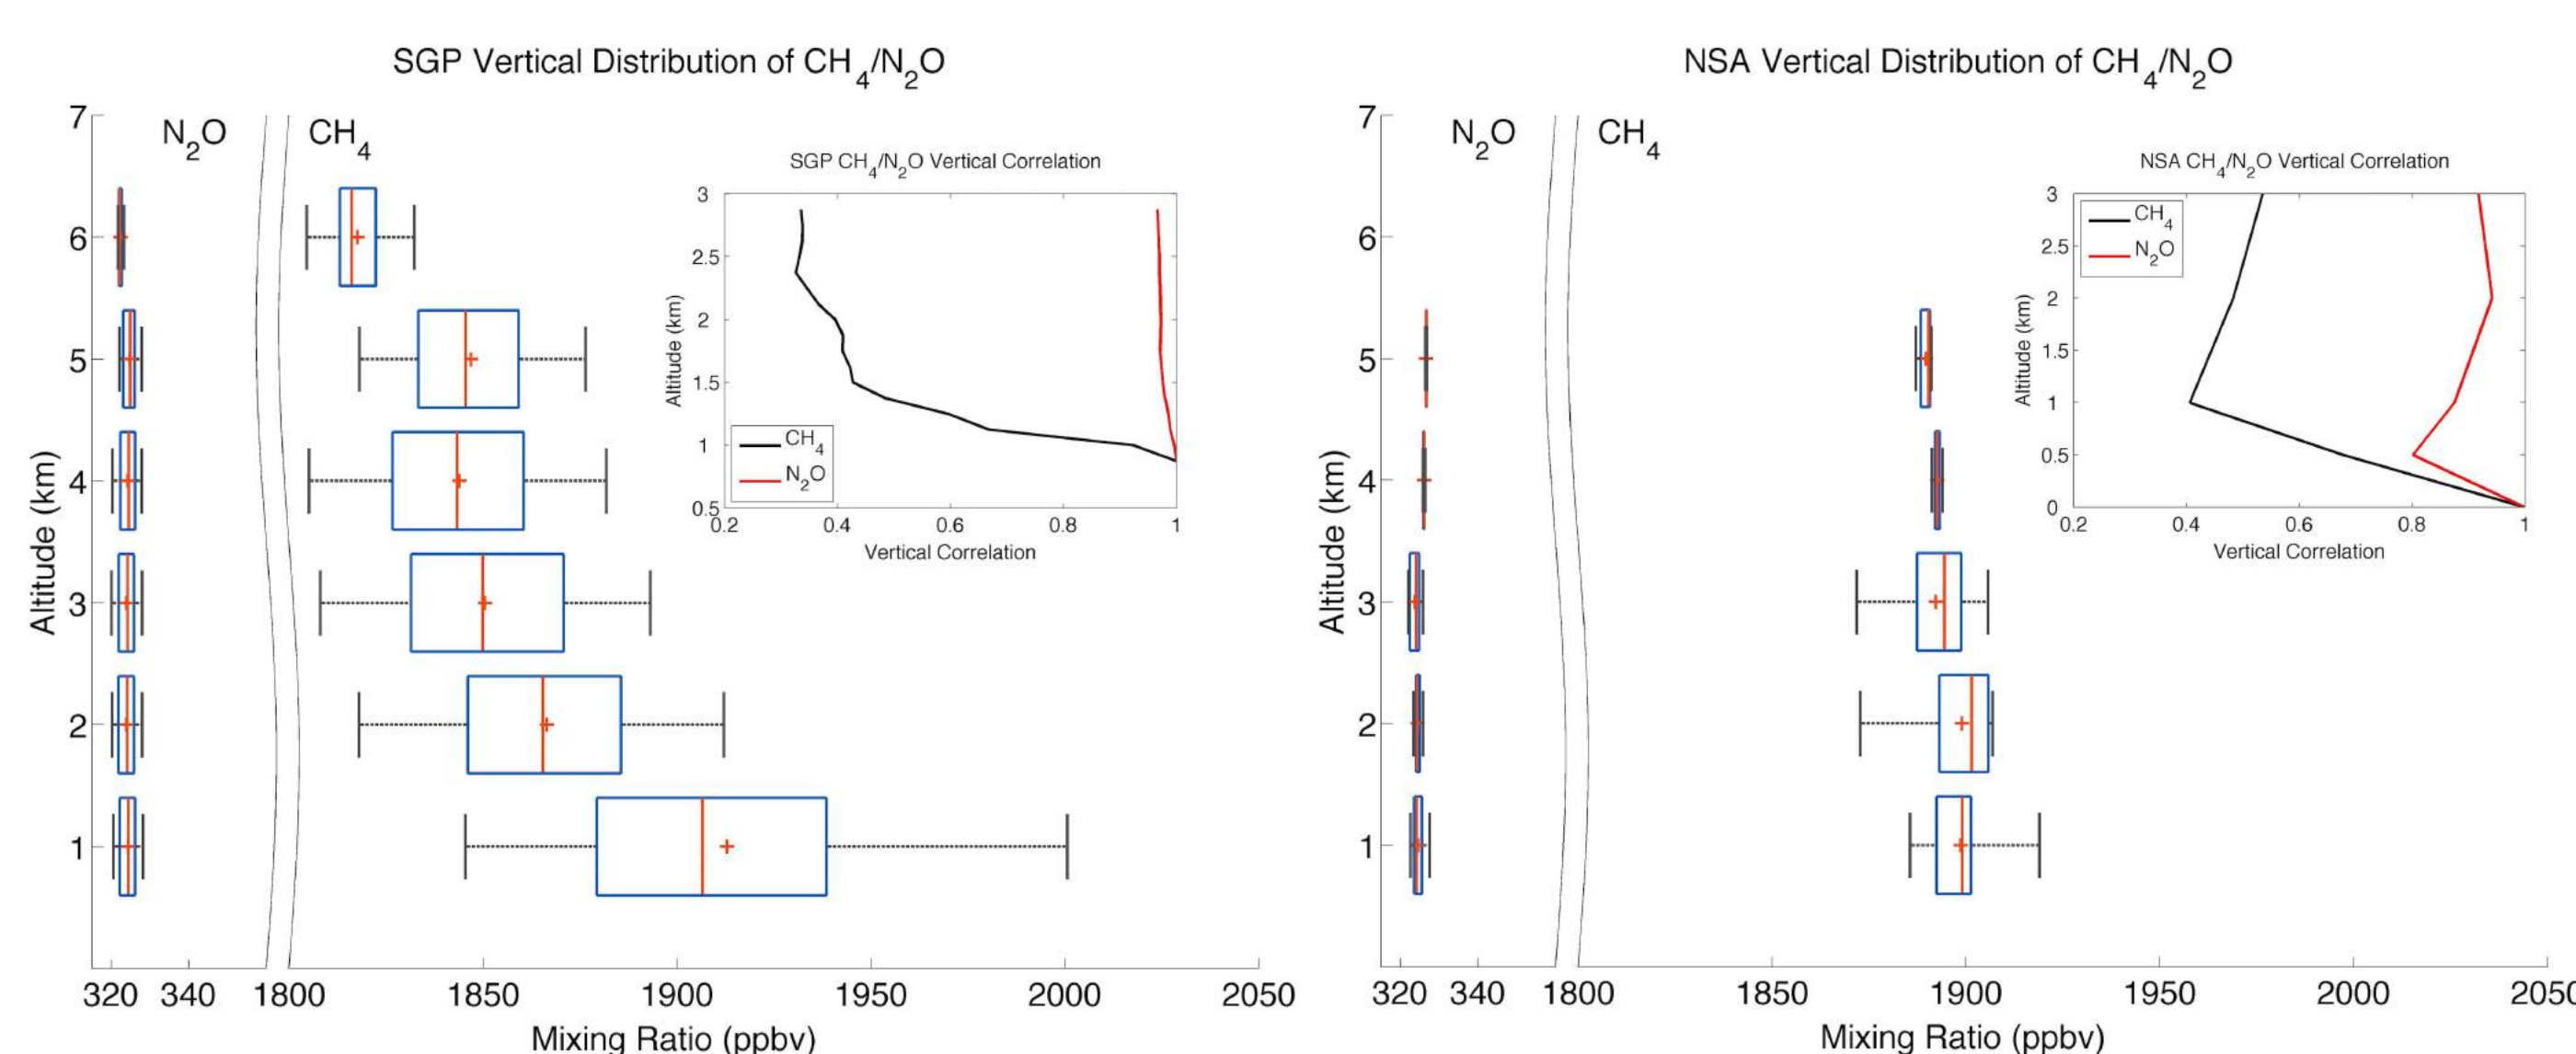 SGP Vertical Distribution of CH4/N2O
N2O
CH4
7
6
5
4
3
2
1
Altitude (km)
320 340 1800 1850 1900 1950 2000 2050
Mixing Ratio (ppbv)
SGP CH4/N2O Vertical Correlation
3
2.5
2
1.5
1
0.5
Altitude (km)
CH4
N2O
0.2 0.4 0.6 0.8 1
Vertical Correlation
NSA Vertical Distribution of CH4/N2O
N2O
CH4
7
6
5
4
3
2
1
Altitude (km)
320 340 1800 1850 1900 1950 2000 205
Mixing Ratio (ppbv)
NSA CH4/N2O Vertical Correlation
3
2.5
2
1.5
1
0.5
0
Altitude (km)
CH4
N2O
0.2 0.4 0.6 0.8 1
Vertical Correlation